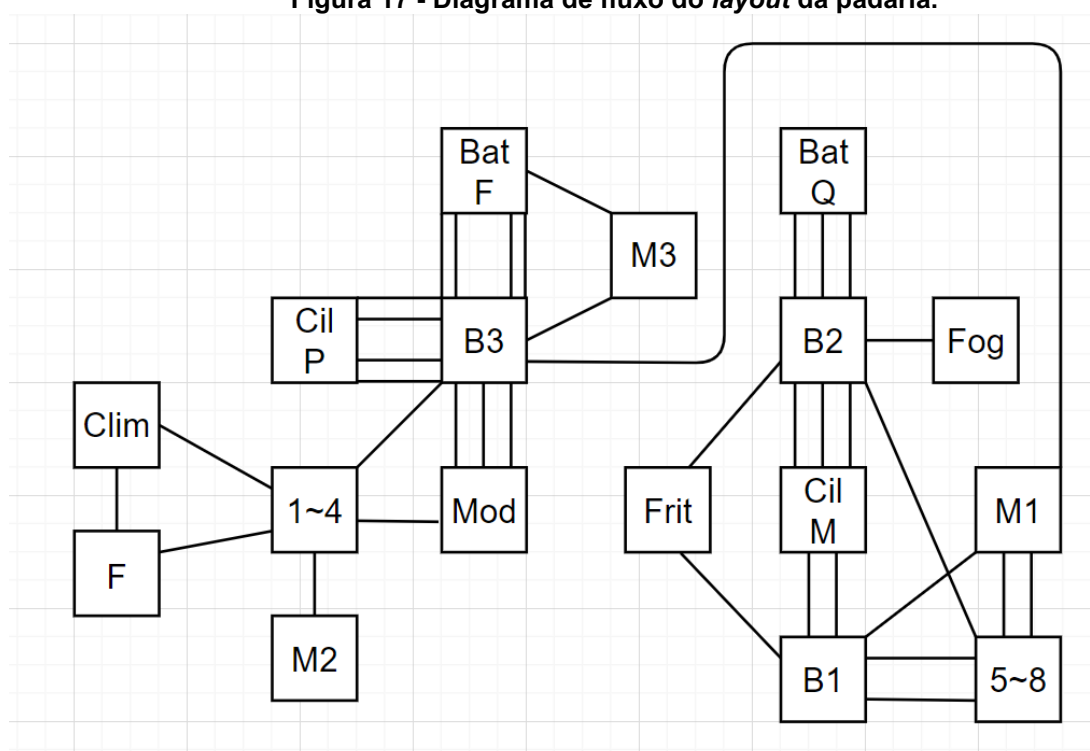 Figura 17 - Diagrama de fluxo do layout da padaria.
Bat
F
Bat
Q
M3
Cil
P
B3
B2
Fog
Clim
1~4
Mod
Frit
Cil
M
M1
F
M2
B1
5~8